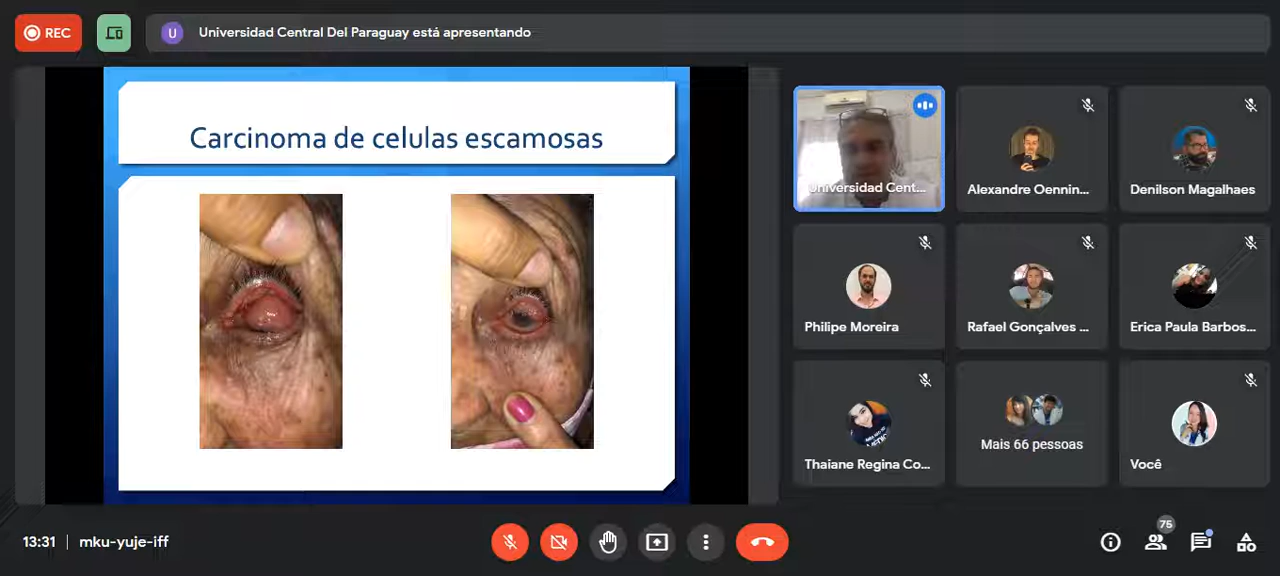 REC
U
Universidad Central Del Paraguay está apresentando
Carcinoma de celulas escamosas
Universidad Cent...
Alexandre Oennin...
Denilson Magalhaes
Philipe Moreira
Rafael Gonçalves ...
Erica Paula Barbos...
Thaiane Regina Co...
Mais 66 pessoas
Você
13:31 | mku-yuje-iff
75